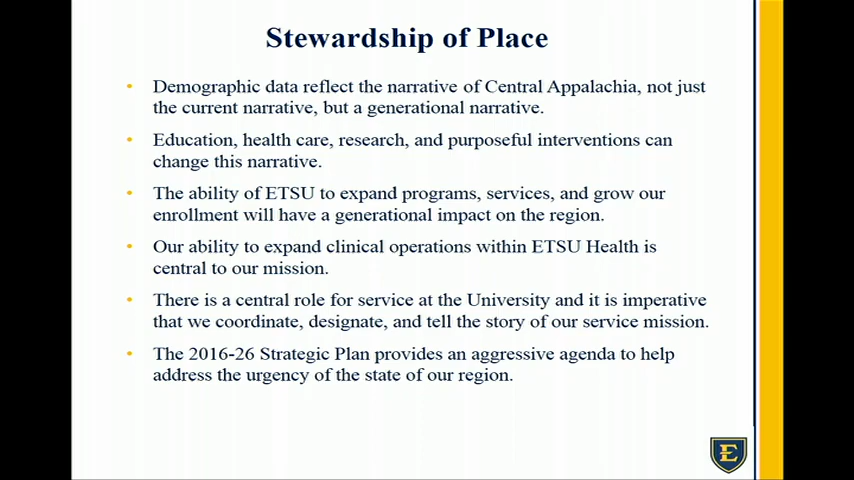 Stewardship of Place
• Demographic data reflect the narrative of Central Appalachia, not just
the current narrative, but a generational narrative.
• Education, health care, research, and purposeful interventions can
change this narrative.
• The ability of ETSU to expand programs, services, and grow our
enrollment will have a generational impact on the region.
• Our ability to expand clinical operations within ETSU Health is
central to our mission.
• There is a central role for service at the University and it is imperative
that we coordinate, designate, and tell the story of our service mission.
• The 2016-26 Strategic Plan provides an aggressive agenda to help
address the urgency of the state of our region.
E